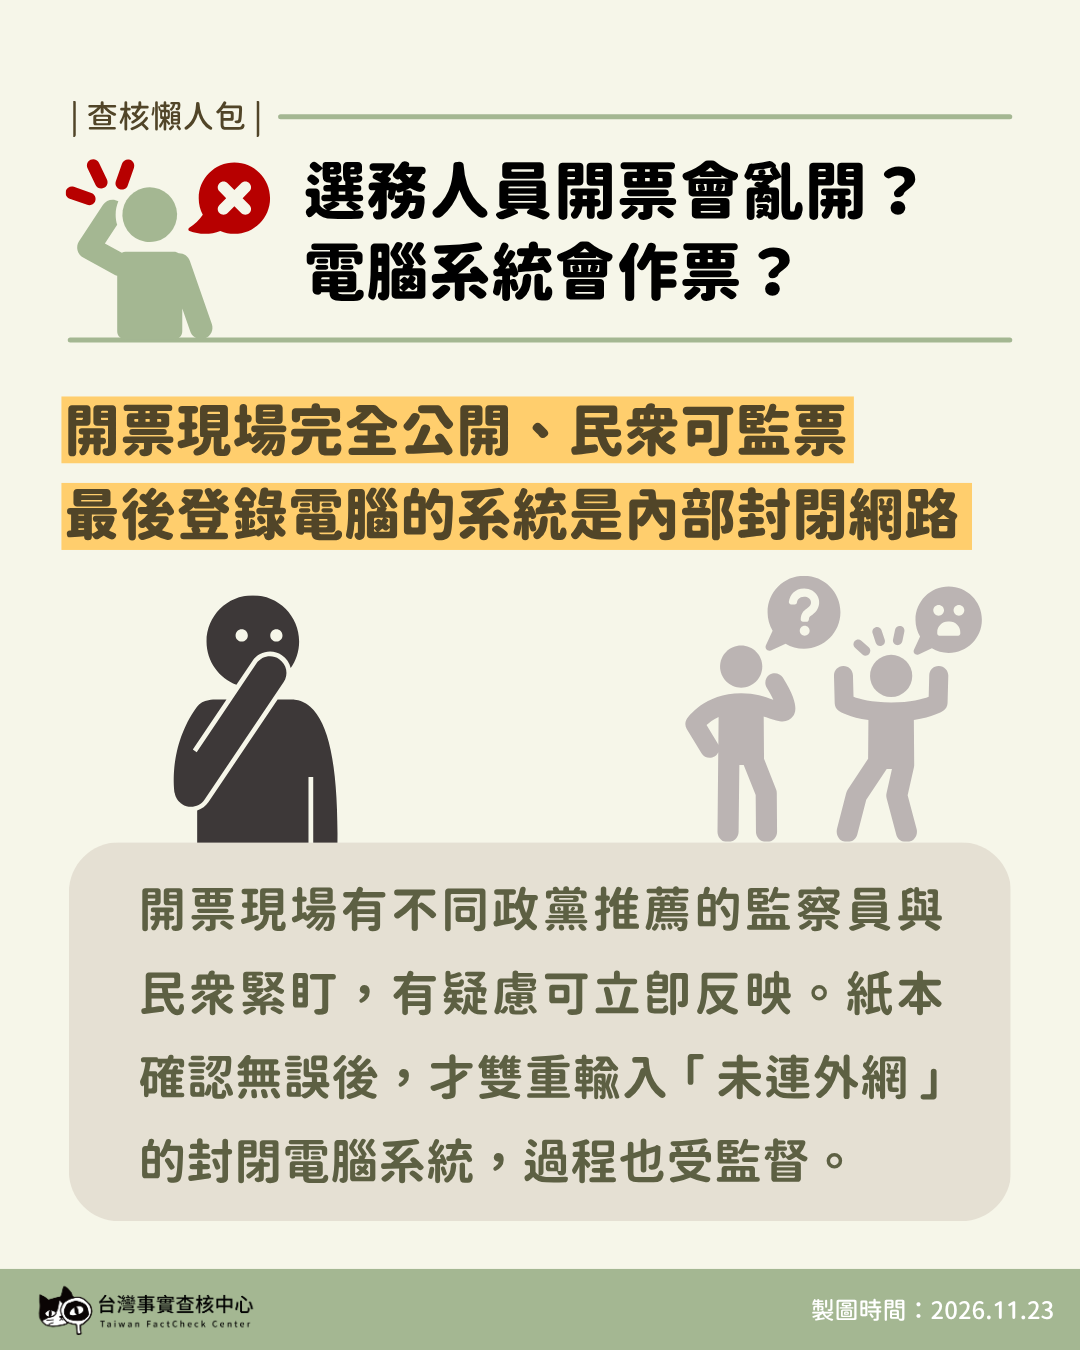 | 查核懶人包 |
選務人員開票會亂開？
電腦系統會作票？
開票現場完全公開、民眾可監票
最後登錄電腦的系統是內部封閉網路
?
開票現場有不同政黨推薦的監察員與
民眾緊盯，有疑慮可立即反映。紙本
確認無誤後，才雙重輸入「未連外網」
的封閉電腦系統，過程也受監督。
台灣事實查核中心
Taiwan FactCheck Center
製圖時間：2026.11.23